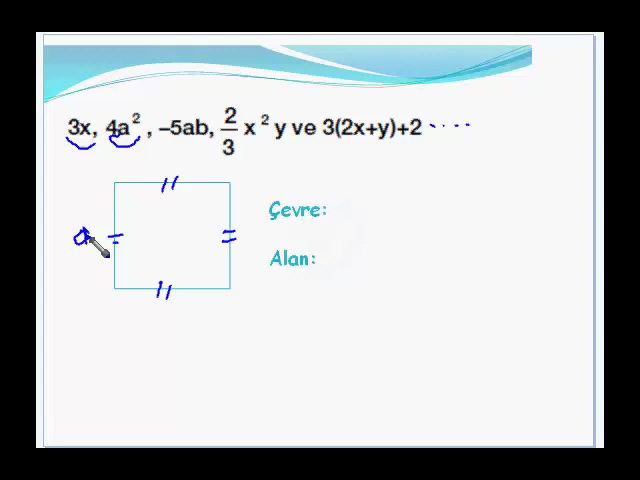 3x, 4a², –5ab, 2/3 x² y ve 3(2x+y)+2 ....
Çevre:
a
Alan: